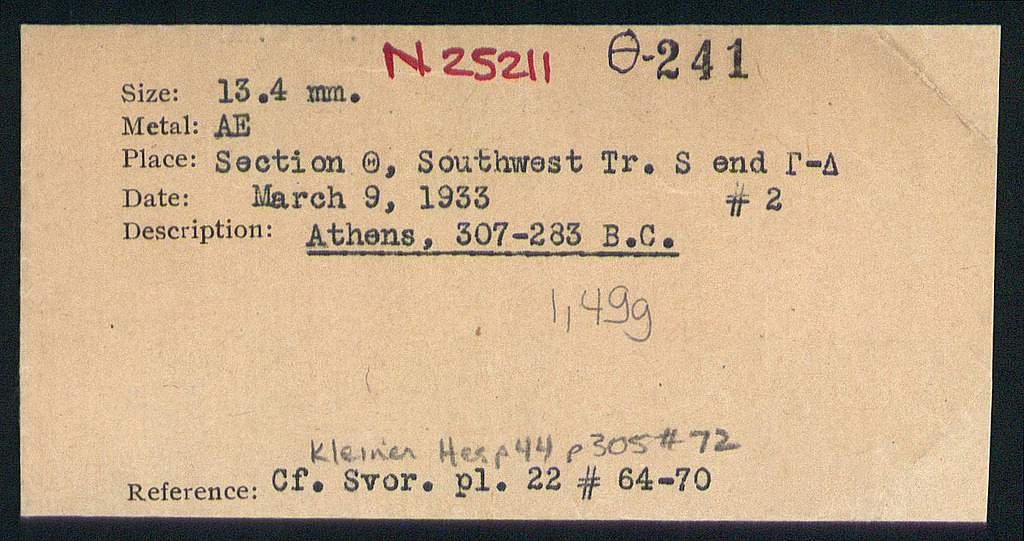 N 25211 Θ-241
Size: 13.4 mm.
Metal: AE
Place: Section Θ, Southwest Tr. S end Γ-Δ
Date: March 9, 1933 # 2
Description: Athens, 307-283 B.C.
1,49g
Kleiner Hesp 44 p 305 # 72
Reference: Cf. Svor. pl. 22 # 64-70